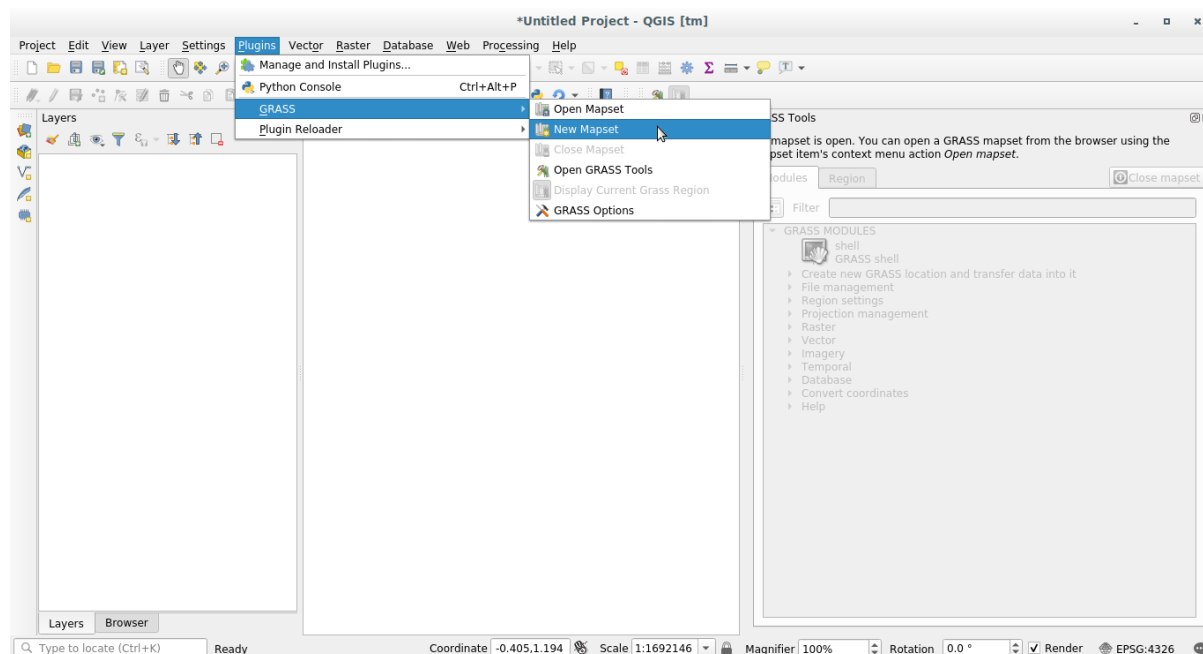 *Untitled Project - QGIS [tm]
Project Edit View Layer Settings Plugins Vector Raster Database Web Processing Help
Manage and Install Plugins...
Python Console Ctrl+Alt+P
GRASS
Plugin Reloader
Open Mapset
New Mapset
Close Mapset
Open GRASS Tools
Display Current Grass Region
GRASS Options
Layers
SS Tools
mapset is open. You can open a GRASS mapset from the browser using the
pset item's context menu action Open mapset.
odules Region Close mapset
Filter
GRASS MODULES
shell
GRASS shell
Create new GRASS location and transfer data into it
File management
Region settings
Projection management
Raster
Vector
Imagery
Temporal
Database
Convert coordinates
Help
Layers Browser
Type to locate (Ctrl+K) Ready Coordinate -0.405,1.194 Scale 1:1692146 Magnifier 100% Rotation 0.0 ° Render EPSG:4326